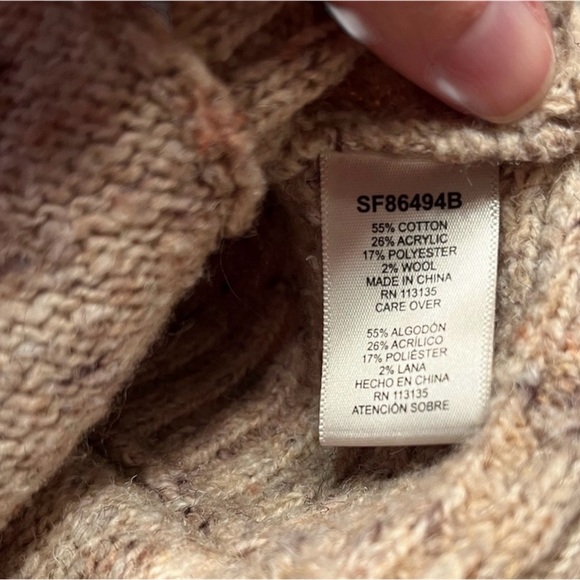 SF86494B
55% COTTON
26% ACRYLIC
17% POLYESTER
2% WOOL
MADE IN CHINA
RN 113135
CARE OVER
55% ALGODÓN
26% ACRÍLICO
17% POLIÉSTER
2% LANA
HECHO EN CHINA
RN 113135
ATENCIÓN SOBRE